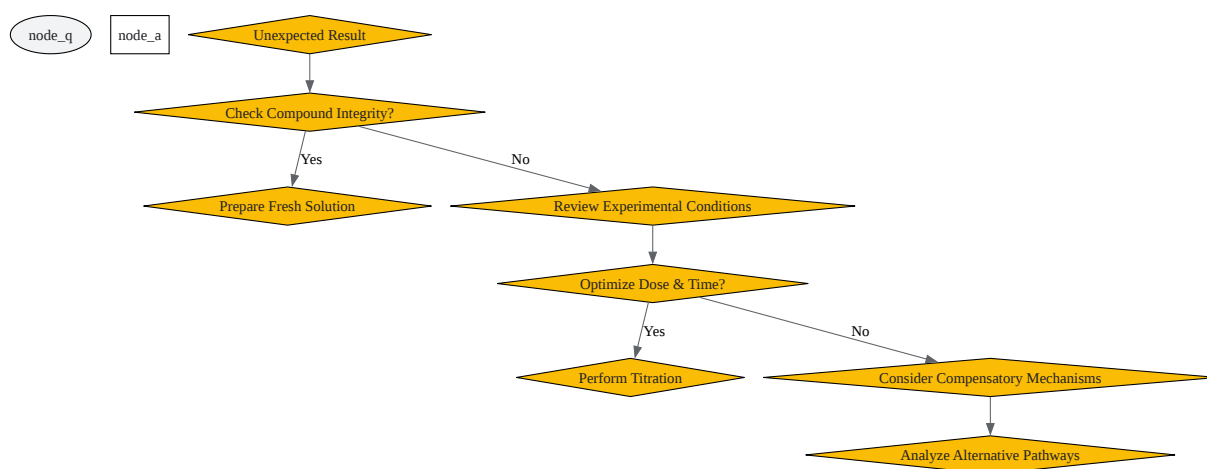 node_q
node_a
Unexpected Result
Check Compound Integrity?
Yes
No
Prepare Fresh Solution
Review Experimental Conditions
Optimize Dose & Time?
Yes
No
Perform Titration
Consider Compensatory Mechanisms
Analyze Alternative Pathways